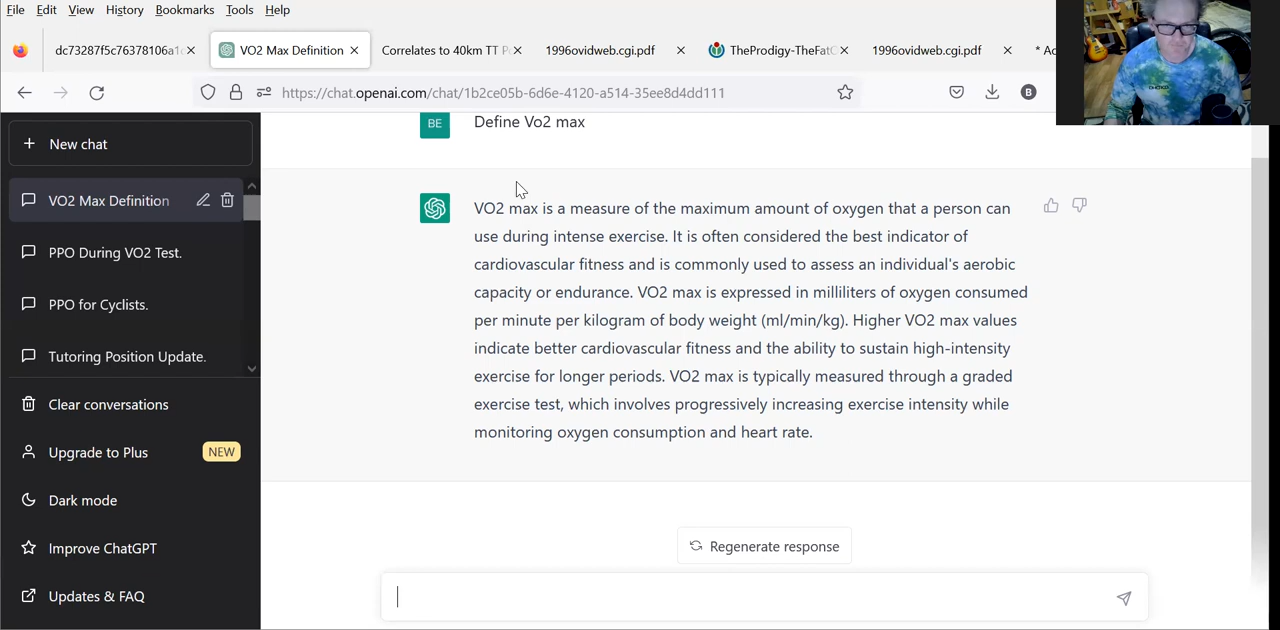 File Edit View History Bookmarks Tools Help
dc73287f5c76378106a1c VO2 Max Definition Correlates to 40km TT P 1996ovidweb.cgi.pdf TheProdigy-TheFat 1996ovidweb.cgi.pdf * Ac
https://chat.openai.com/chat/1b2ce05b-6d6e-4120-a514-35ee8d4dd111 B
+ New chat
VO2 Max Definition
PPO During VO2 Test.
PPO for Cyclists.
Tutoring Position Update.
Clear conversations
Upgrade to Plus NEW
Dark mode
Improve ChatGPT
Updates & FAQ
BE Define Vo2 max
VO2 max is a measure of the maximum amount of oxygen that a person can
use during intense exercise. It is often considered the best indicator of
cardiovascular fitness and is commonly used to assess an individual's aerobic
capacity or endurance. VO2 max is expressed in milliliters of oxygen consumed
per minute per kilogram of body weight (ml/min/kg). Higher VO2 max values
indicate better cardiovascular fitness and the ability to sustain high-intensity
exercise for longer periods. VO2 max is typically measured through a graded
exercise test, which involves progressively increasing exercise intensity while
monitoring oxygen consumption and heart rate.
Regenerate response